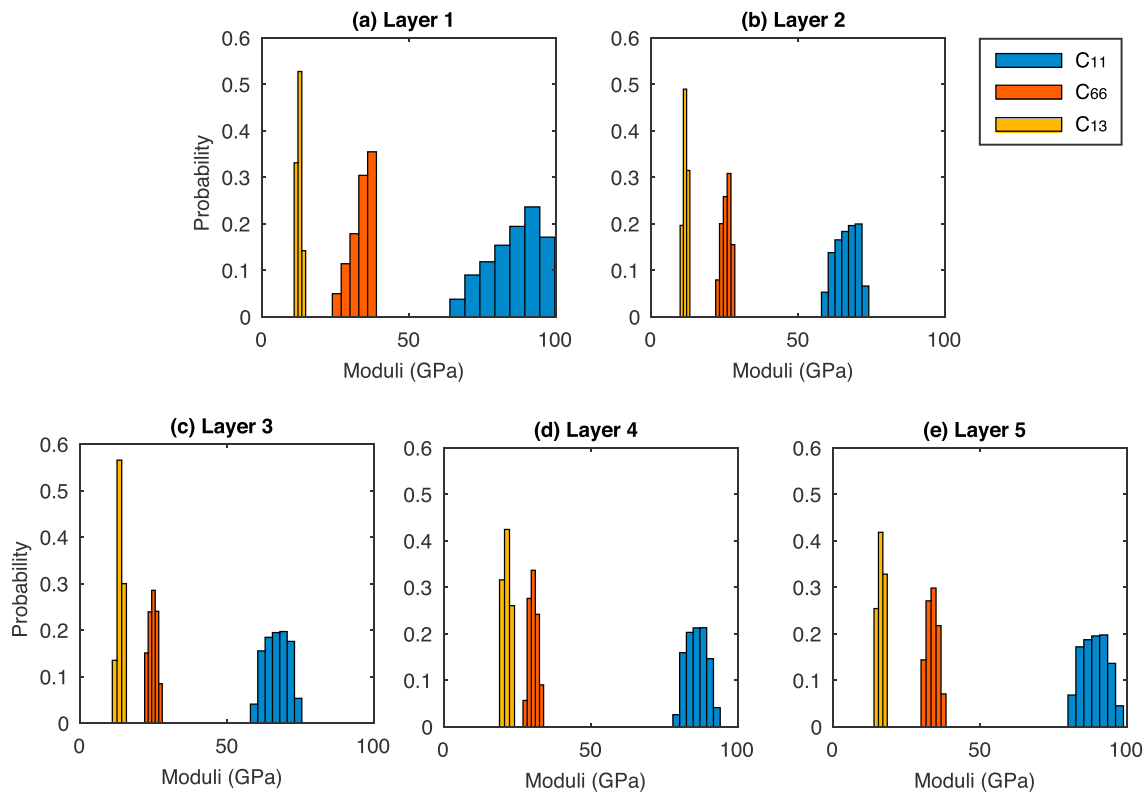 (a) Layer 1
0.6
0.5
0.4
0.3
0.2
0.1
0
Probability
0 50 100
Moduli (GPa)
(b) Layer 2
0.6
0.5
0.4
0.3
0.2
0.1
0
0 50 100
Moduli (GPa)
C11
C66
C13
(c) Layer 3
0.6
0.5
0.4
0.3
0.2
0.1
0
Probability
0 50 100
Moduli (GPa)
(d) Layer 4
0.6
0.5
0.4
0.3
0.2
0.1
0
0 50 100
Moduli (GPa)
(e) Layer 5
0.6
0.5
0.4
0.3
0.2
0.1
0
0 50 100
Moduli (GPa)